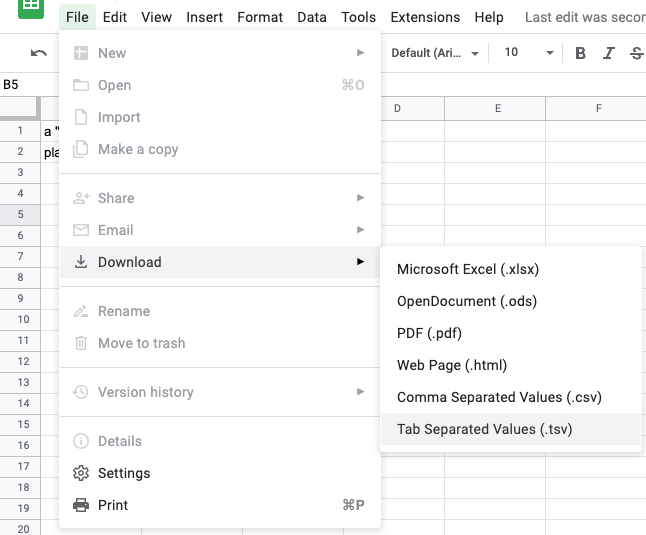 File Edit View Insert Format Data Tools Extensions Help Last edit was secon
New
Default (Ari... 10 B I S
B5
Open ⌘O
D E F
Import
1 a "
Make a copy
2 pla
3
4
Share
5
Email
6
Download
7
Microsoft Excel (.xlsx)
8
OpenDocument (.ods)
9
Rename
10
PDF (.pdf)
11
Move to trash
12
Web Page (.html)
13
Version history
Comma Separated Values (.csv)
14
15
Tab Separated Values (.tsv)
Details
16
17
Settings
18
19
Print ⌘P
20